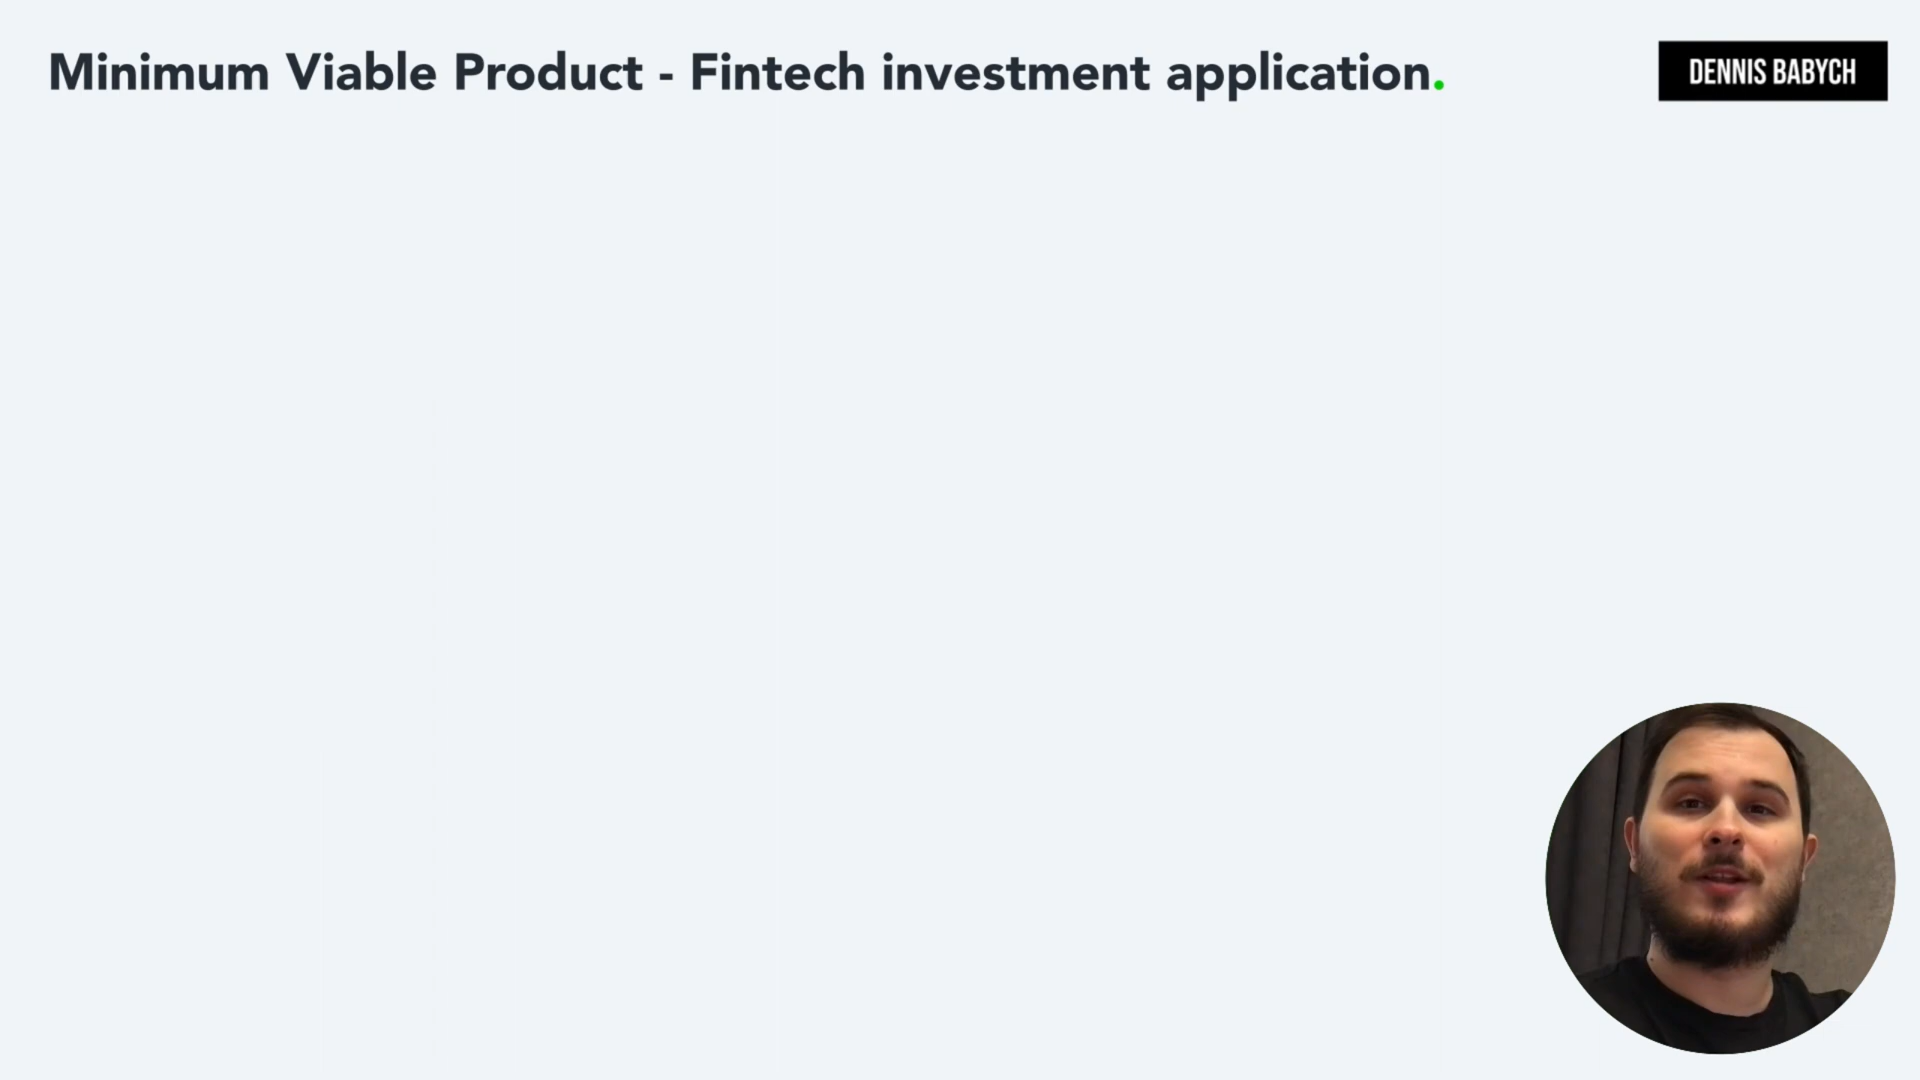 Minimum Viable Product - Fintech investment application.
DENNIS BABYCH